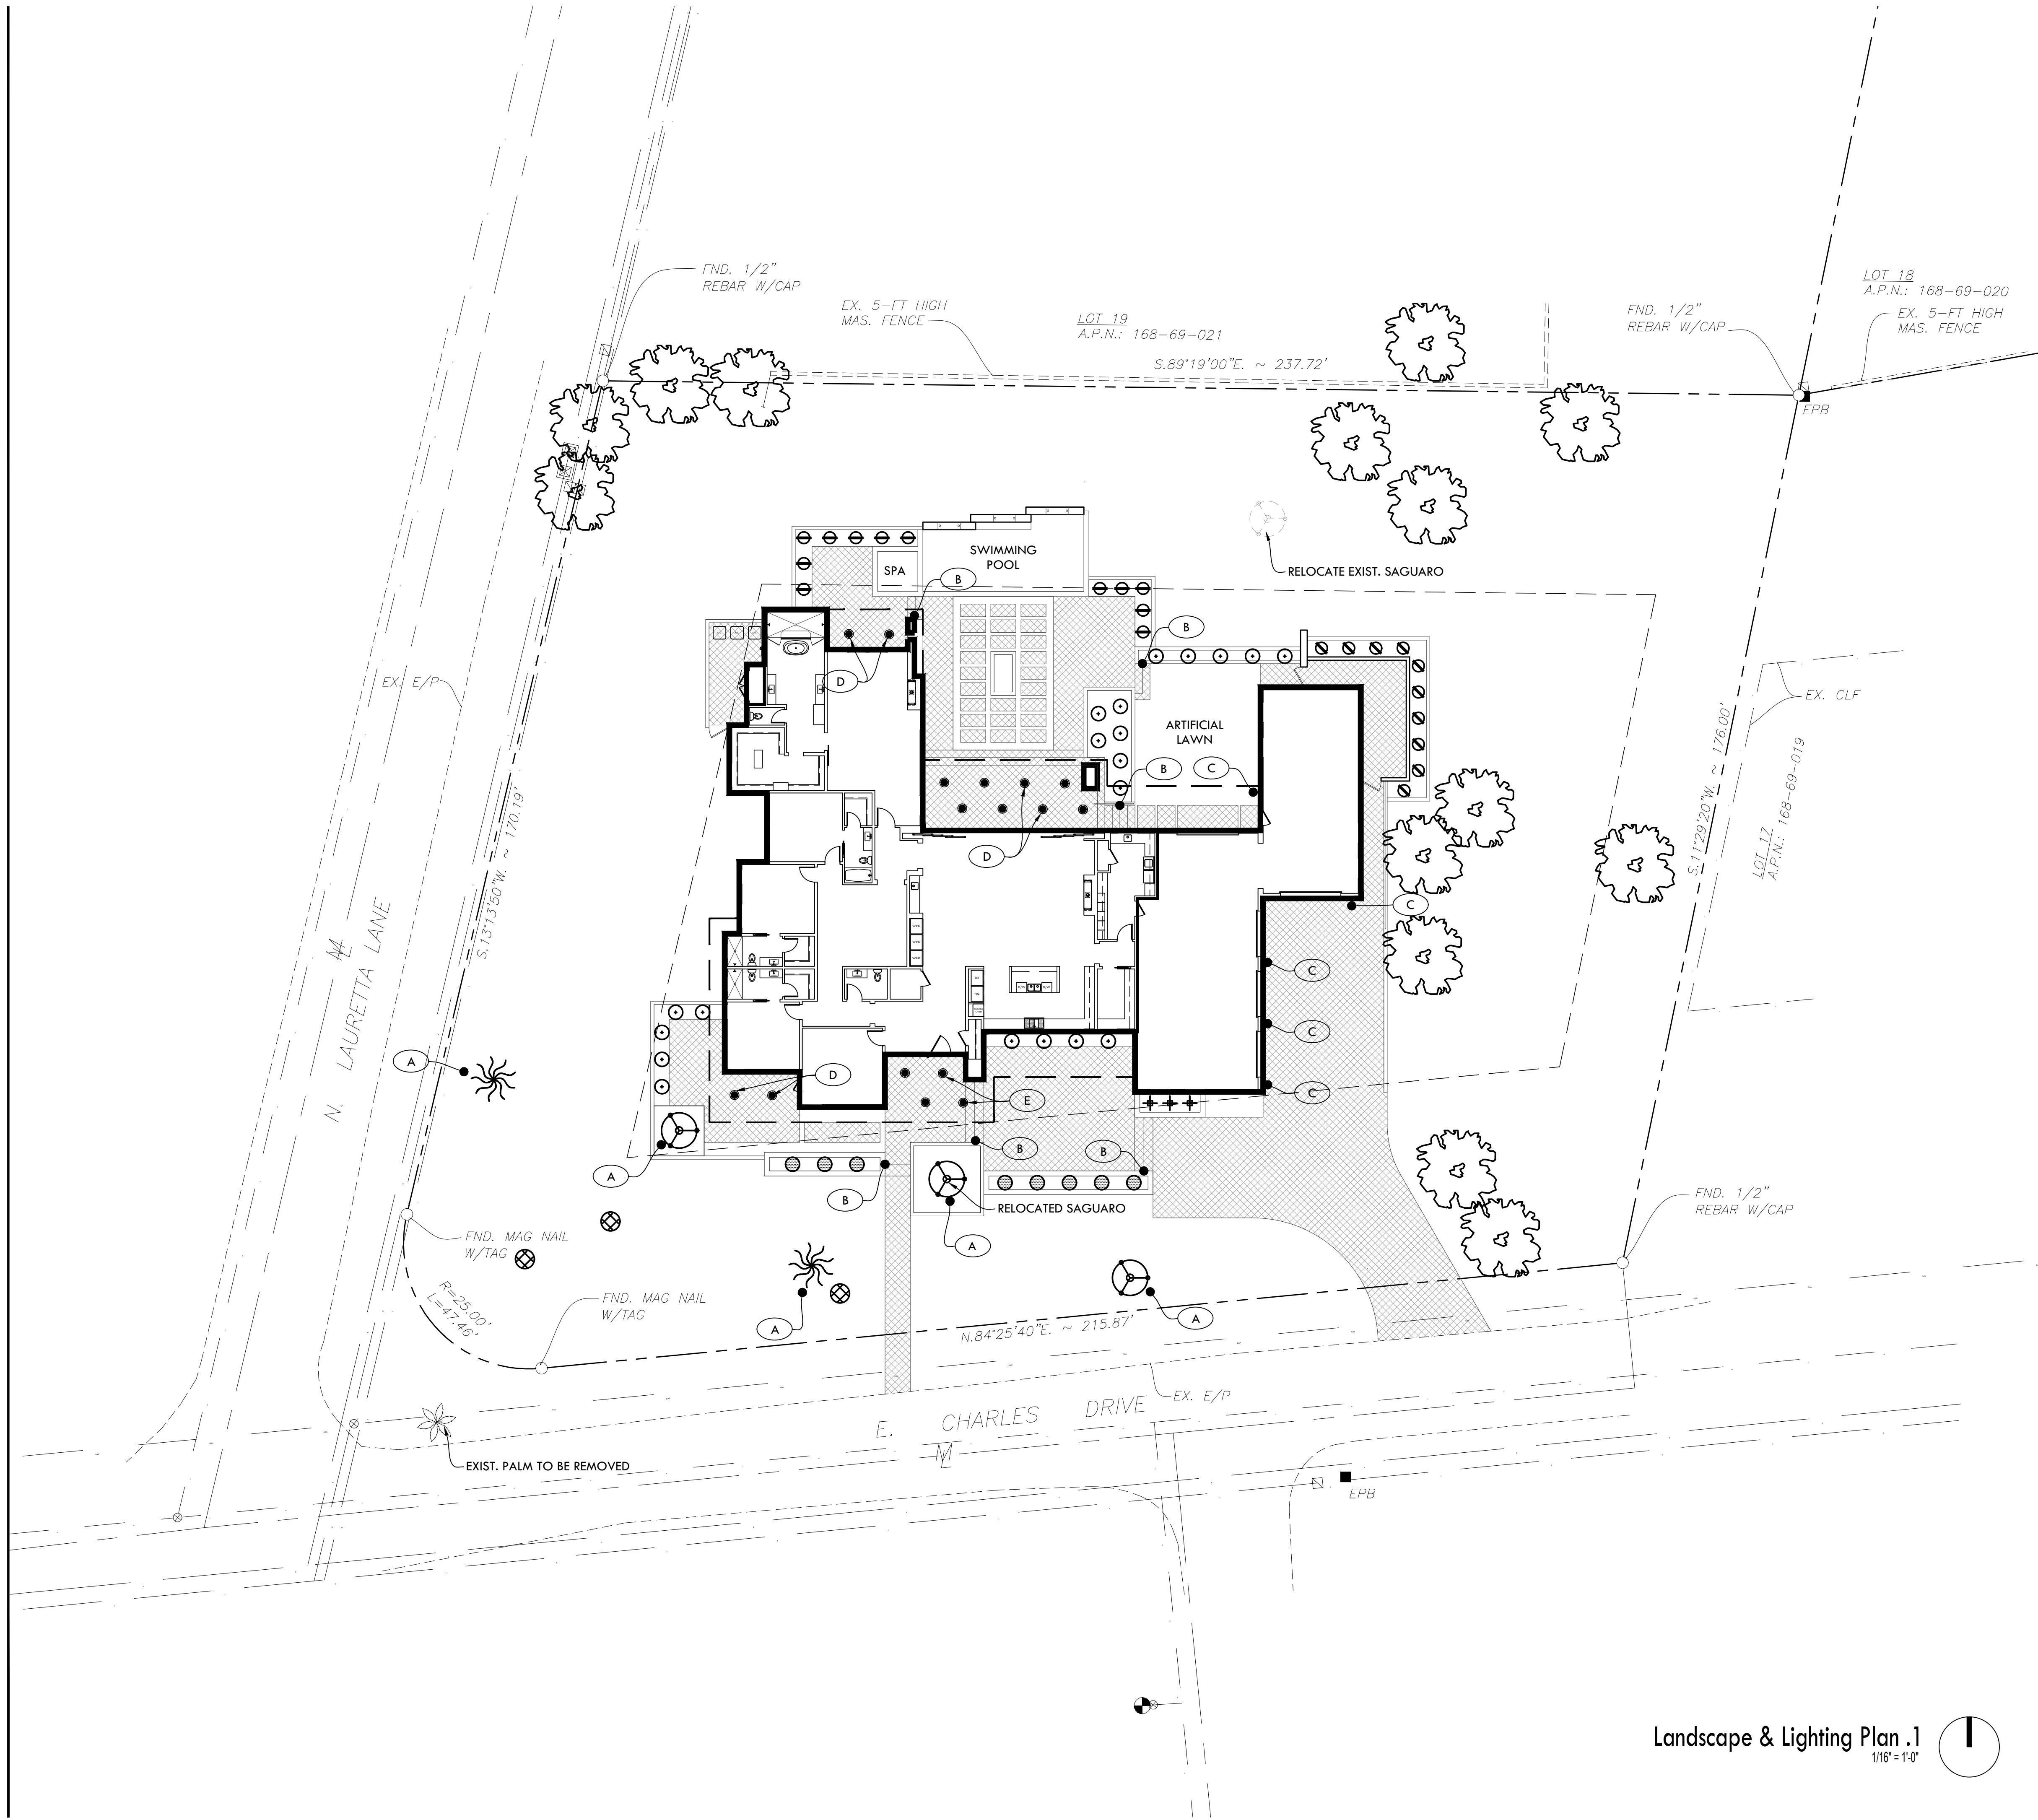 FND. 1/2"
REBAR W/CAP
EX. 5-FT HIGH
MAS. FENCE
LOT 19
A.P.N.: 168-69-021
S.89°19'00"E. ~ 237.72'
FND. 1/2"
REBAR W/CAP
LOT 18
A.P.N.: 168-69-020
EX. 5-FT HIGH
MAS. FENCE
EPB
SWIMMING
POOL
SPA
B
RELOCATE EXIST. SAGUARO
B
D
EX. E/P
EX. CLF
ARTIFICIAL
LAWN
B
C
S.11°29'20"W. ~ 176.00'
LOT 17
A.P.N.: 168-69-019
S.13°13'50"W. ~ 170.19'
D
C
N. LAURETTA LANE
C
C
C
A
D
E
B
B
A
B
RELOCATED SAGUARO
A
FND. 1/2"
REBAR W/CAP
FND. MAG NAIL
W/TAG
R=25.00'
L=47.46'
FND. MAG NAIL
W/TAG
A
A
N.84°25'40"E. ~ 215.87'
EX. E/P
E. CHARLES DRIVE
EXIST. PALM TO BE REMOVED
EPB
Landscape & Lighting Plan .1
1/16" = 1'-0"